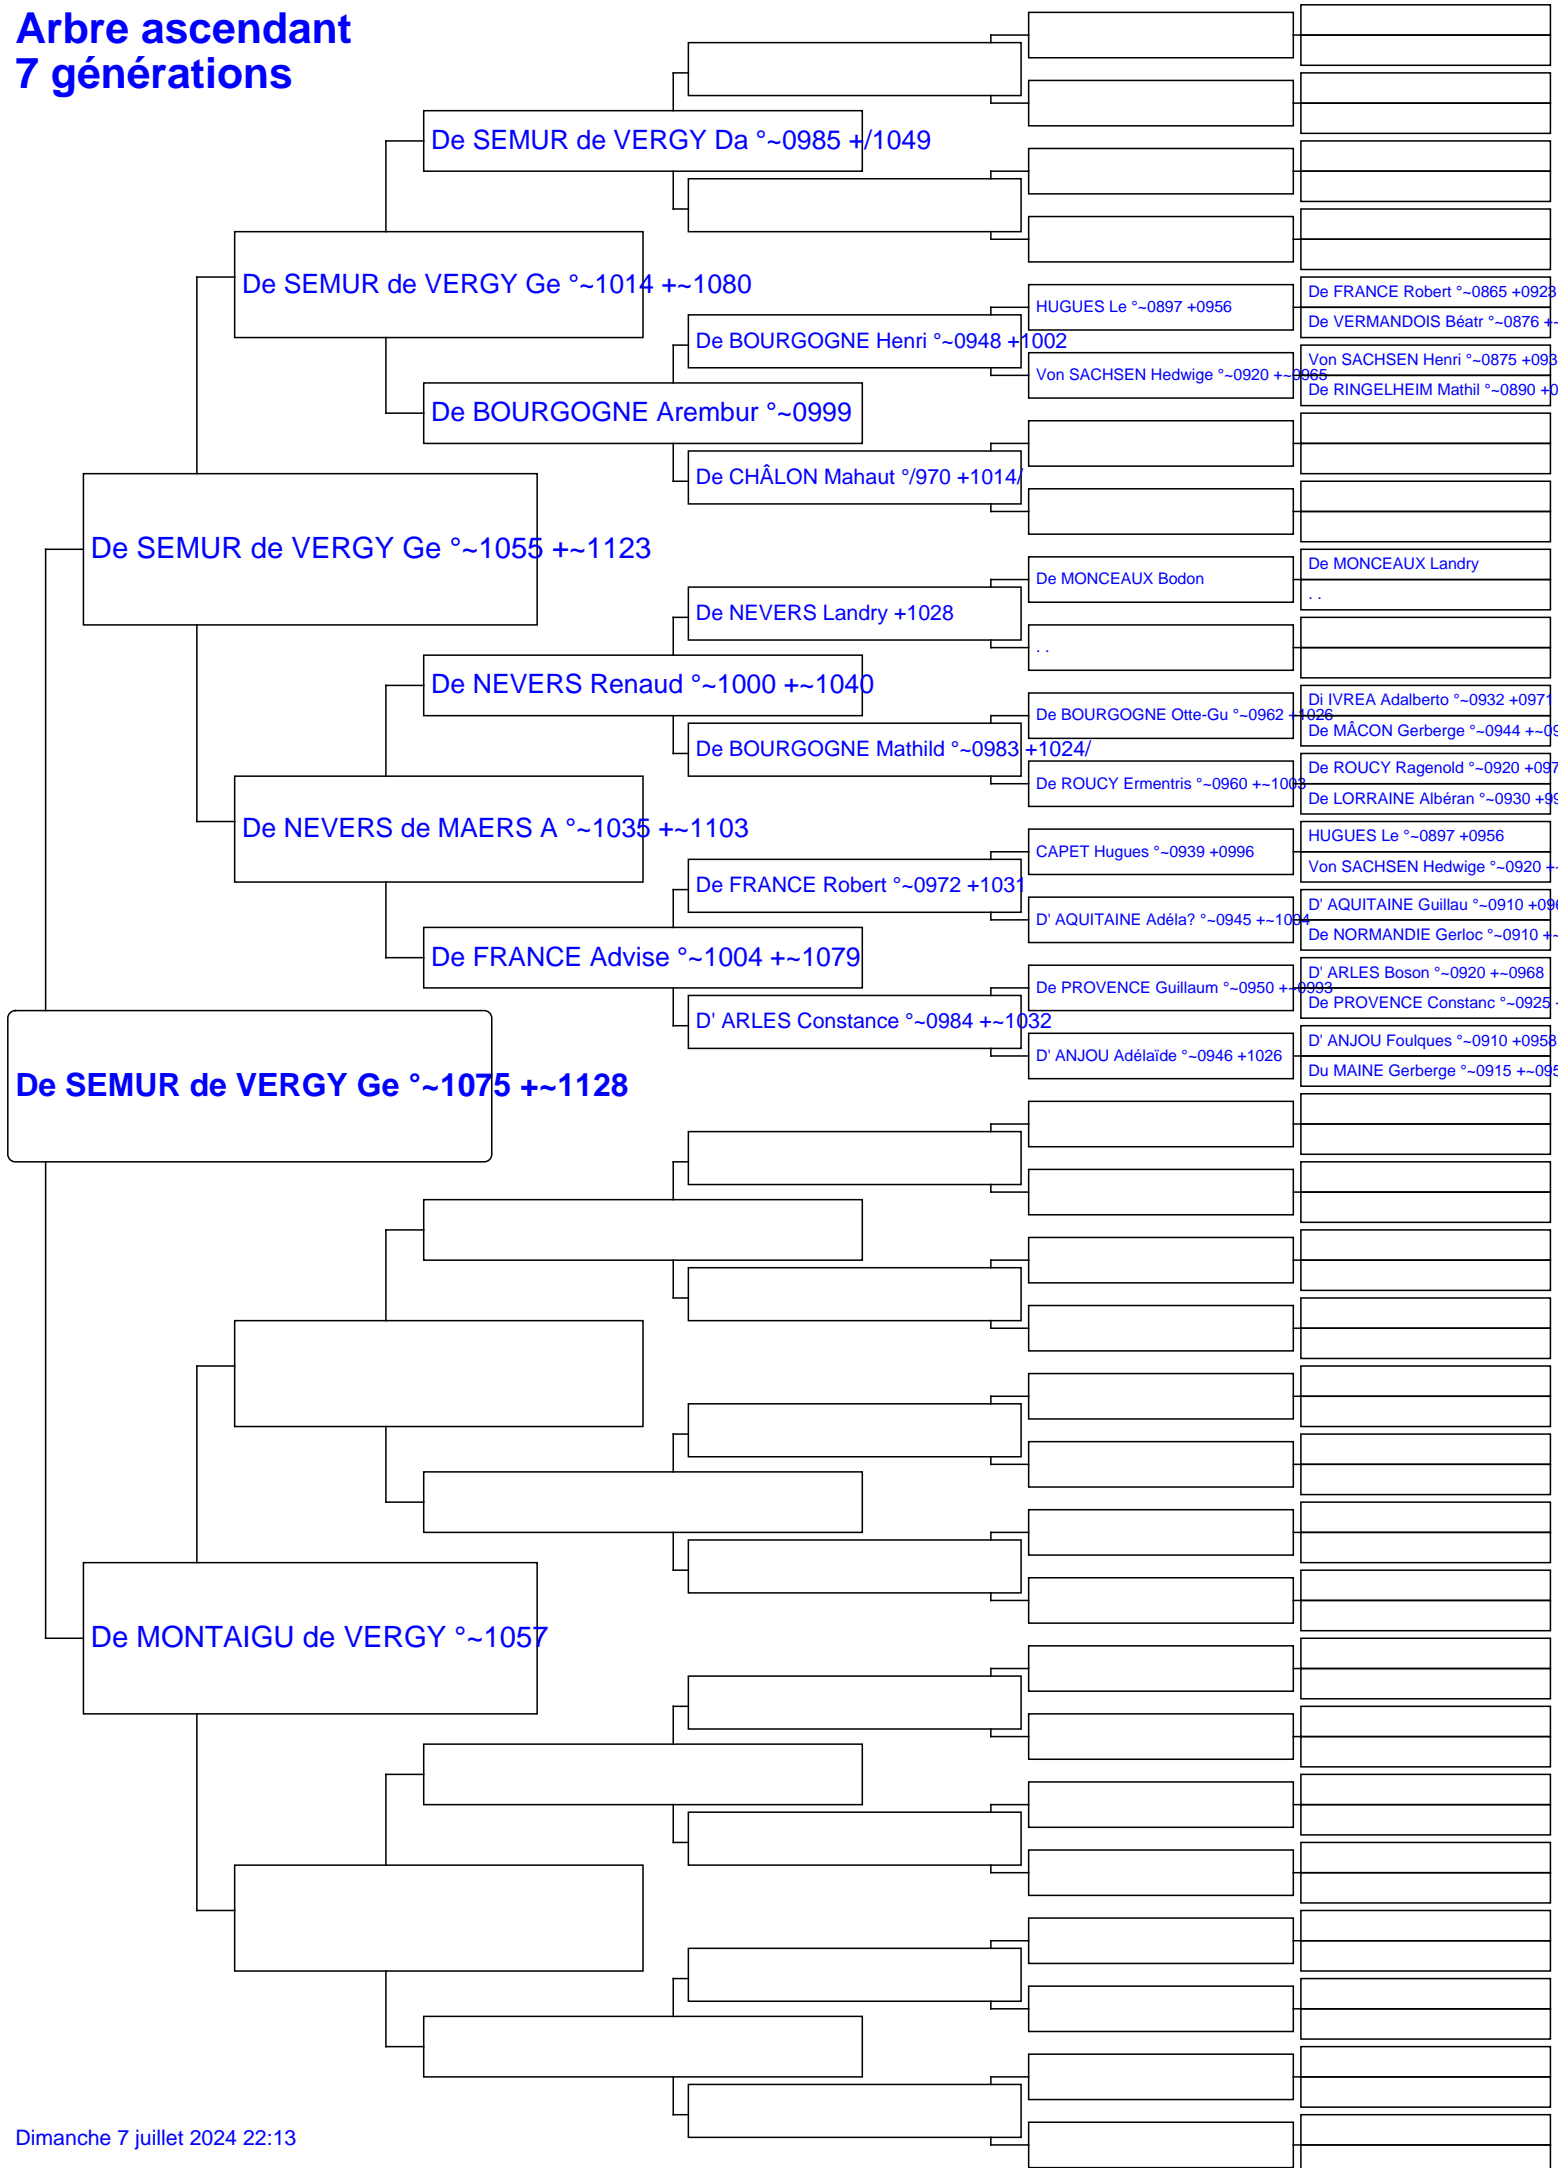 Arbre ascendant
7 générations
De SEMUR de VERGY Da °~0985 +/1049
De SEMUR de VERGY Ge °~1014 +~1080
De FRANCE Robert °~0865 +0923
HUGUES Le °~0897 +0956
De VERMANDOIS Béatr °~0876 +~
De BOURGOGNE Henri °~0948 +1002
Von SACHSEN Henri °~0875 +093
Von SACHSEN Hedwige °~0920 +~0965
De RINGELHEIM Mathil °~0890 +0
De BOURGOGNE Arembur °~0999
De CHÂLON Mahaut °/970 +1014/
De SEMUR de VERGY Ge °~1055 +~1123
De MONCEAUX Landry
De MONCEAUX Bodon
. .
De NEVERS Landry +1028
. .
De NEVERS Renaud °~1000 +~1040
Di IVREA Adalberto °~0932 +0971
De BOURGOGNE Otte-Gu °~0962 +1026
De MÂCON Gerberge °~0944 +~09
De BOURGOGNE Mathild °~0983 +1024/
De ROUCY Ragenold °~0920 +097
De ROUCY Ermentris °~0960 +~1003
De LORRAINE Albéran °~0930 +99
De NEVERS de MAERS A °~1035 +~1103
HUGUES Le °~0897 +0956
CAPET Hugues °~0939 +0996
Von SACHSEN Hedwige °~0920 +~
De FRANCE Robert °~0972 +1031
D' AQUITAINE Guillau °~0910 +096
D' AQUITAINE Adéla? °~0945 +~1004
De NORMANDIE Gerloc °~0910 +~
De FRANCE Advise °~1004 +~1079
D' ARLES Boson °~0920 +~0968
De PROVENCE Guillaum °~0950 +~0993
De PROVENCE Constanc °~0925 +
D' ARLES Constance °~0984 +~1032
D' ANJOU Foulques °~0910 +0958
D' ANJOU Adélaïde °~0946 +1026
Du MAINE Gerberge °~0915 +~095
De SEMUR de VERGY Ge °~1075 +~1128
De MONTAIGU de VERGY °~1057
Dimanche 7 juillet 2024 22:13